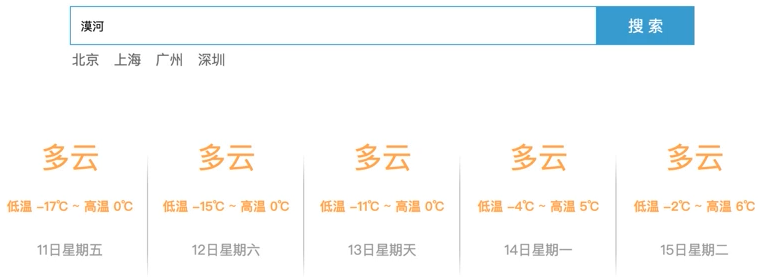 漠河 搜 索
北京 上海 广州 深圳
多云 多云 多云 多云 多云
低温 -17℃ ~ 高温 0℃ 低温 -15℃ ~ 高温 0℃ 低温 -11℃ ~ 高温 0℃ 低温 -4℃ ~ 高温 5℃ 低温 -2℃ ~ 高温 6℃
11日星期五 12日星期六 13日星期天 14日星期一 15日星期二